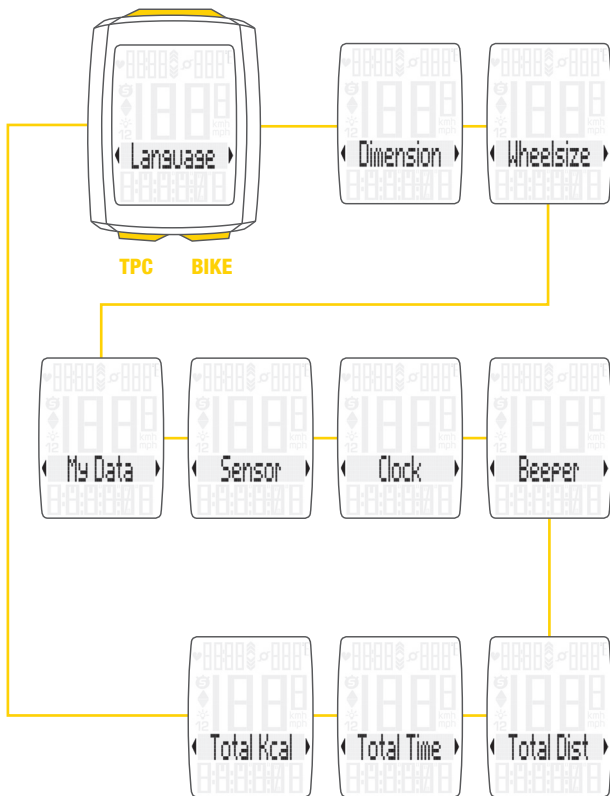 Language
Dimension
Wheelsize
TPC BIKE
My Data
Sensor
Clock
Beeper
Total Kcal
Total Time
Total Dist